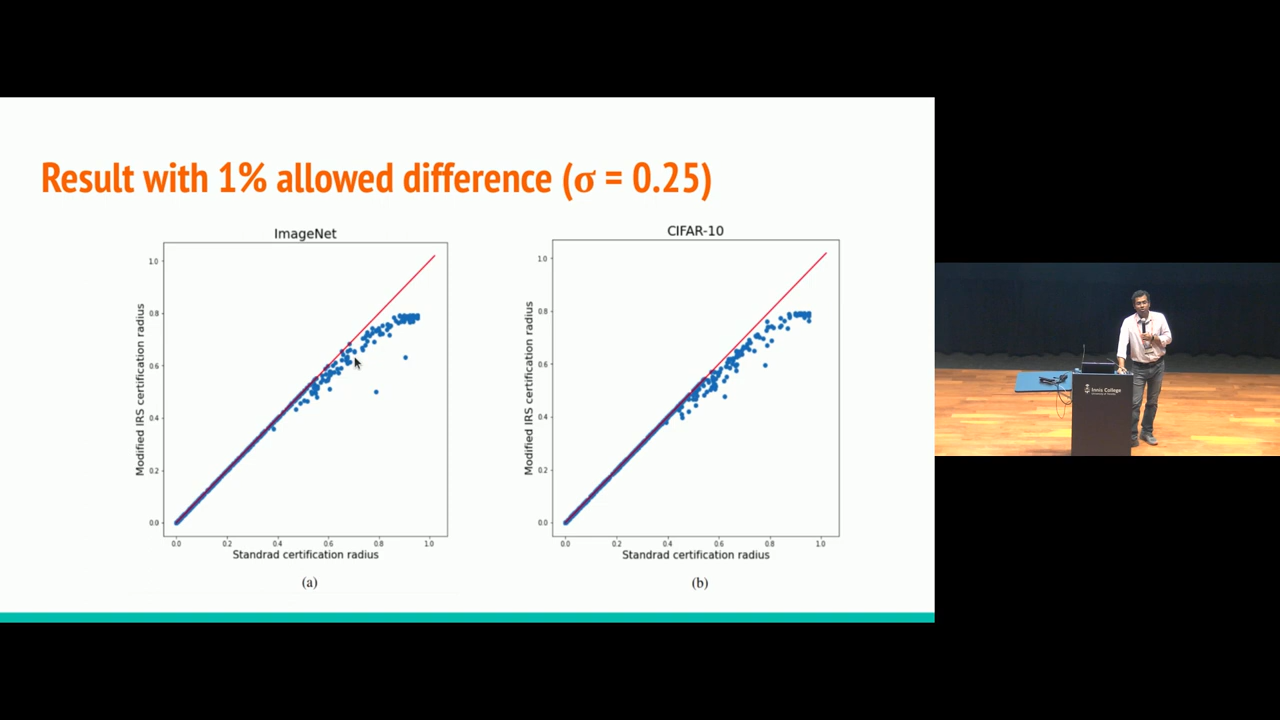 Result with 1% allowed difference (σ = 0.25)
ImageNet
Modified IRS certification radius
1.0
0.8
0.6
0.4
0.2
0.0
0.0 0.2 0.4 0.6 0.8 1.0
Standrad certification radius
(a)
CIFAR-10
Modified IRS certification radius
1.0
0.8
0.6
0.4
0.2
0.0
0.0 0.2 0.4 0.6 0.8 1.0
Standrad certification radius
(b)
Innis College